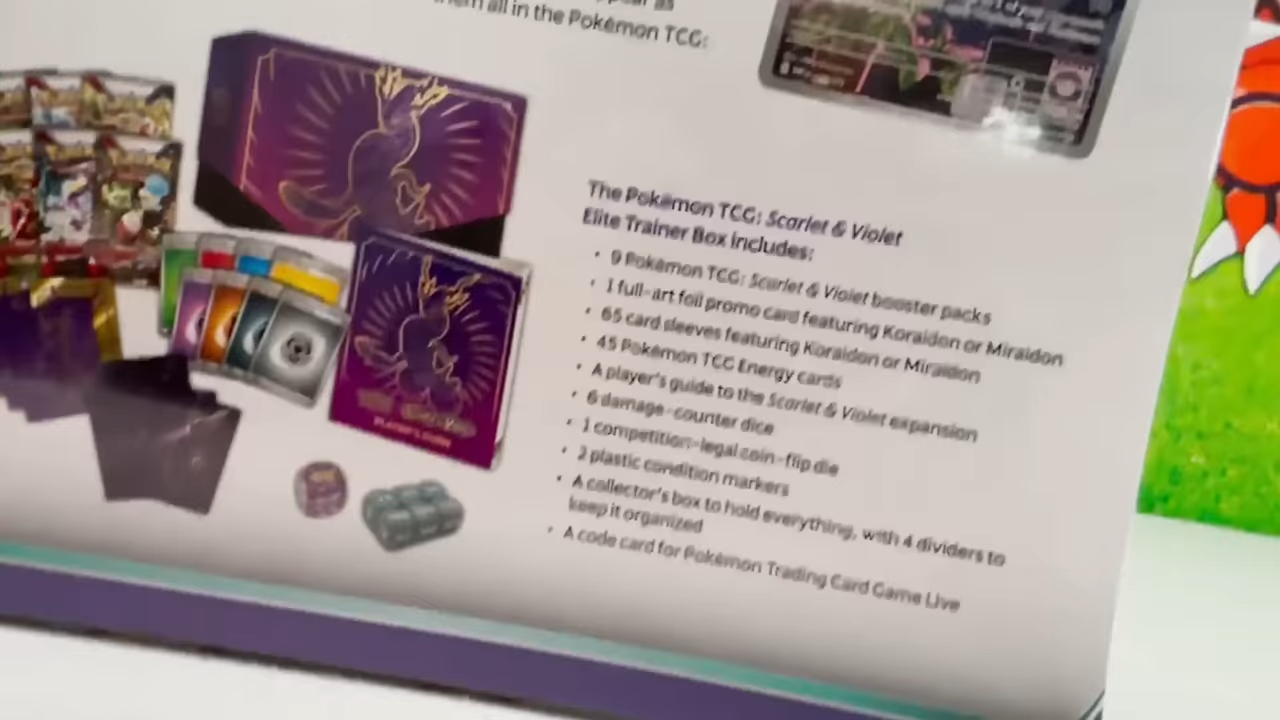 them all in the Pokémon TCG:
The Pokémon TCG: Scarlet & Violet
Elite Trainer Box includes:
• 9 Pokémon TCG: Scarlet & Violet booster packs
• 1 full-art foil promo card featuring Koraidon or Miraidon
• 65 card sleeves featuring Koraidon or Miraidon
• 45 Pokémon TCG Energy cards
• A player's guide to the Scarlet & Violet expansion
• 6 damage-counter dice
• 1 competition-legal coin-flip die
• 2 plastic condition markers
• A collector's box to hold everything, with 4 dividers to
keep it organized
• A code card for Pokémon Trading Card Game Live
PLAYER'S GUIDE